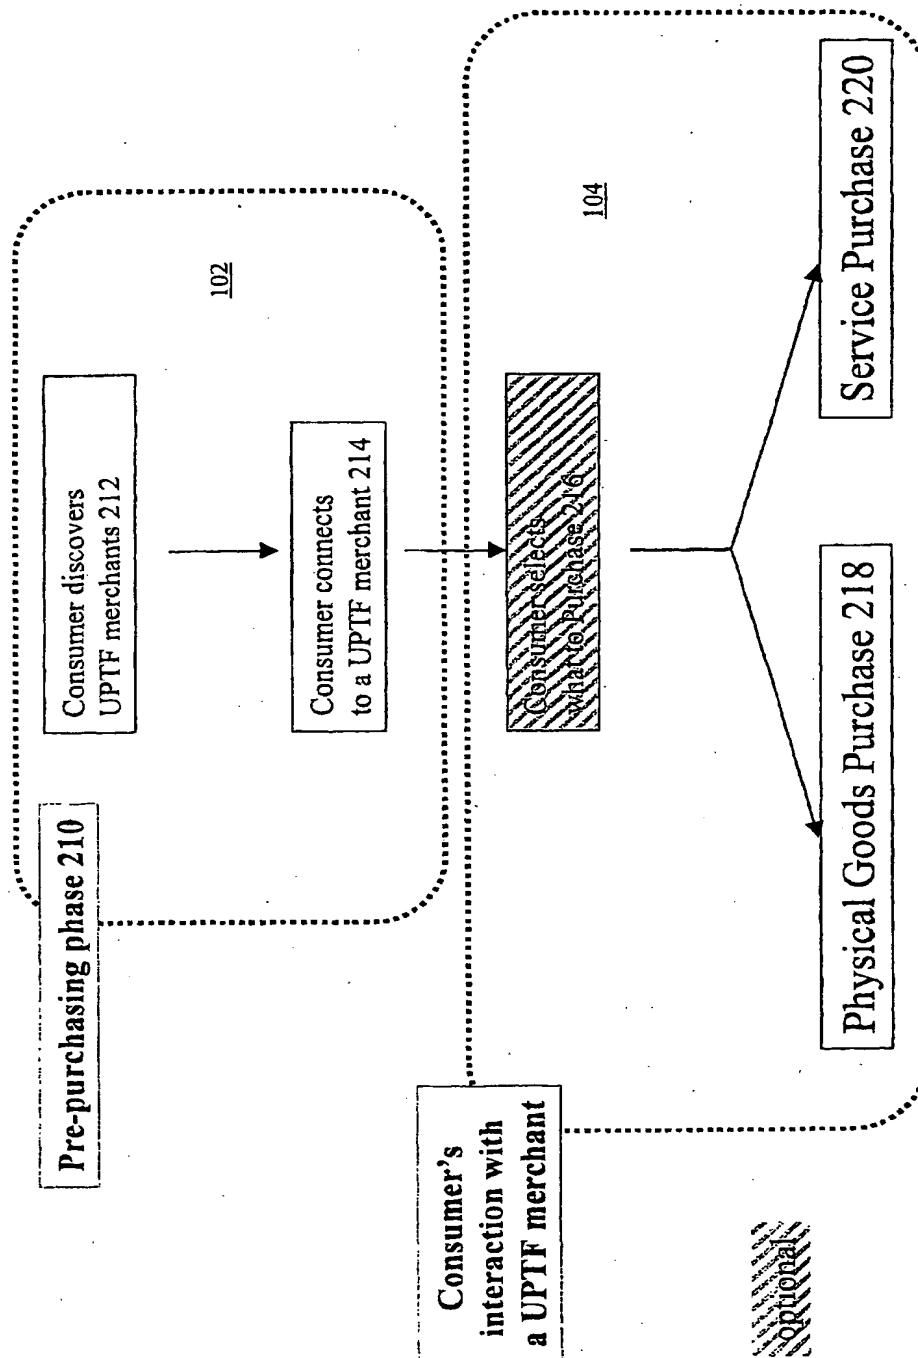 Pre-purchasing phase 210
Consumer discovers
UPTF merchants 212
102
Consumer connects
to a UPTF merchant 214
Consumer's
interaction with
a UPTF merchant
Consumer selects
What to Purchase 216
104
Physical Goods Purchase 218
Service Purchase 220
optional